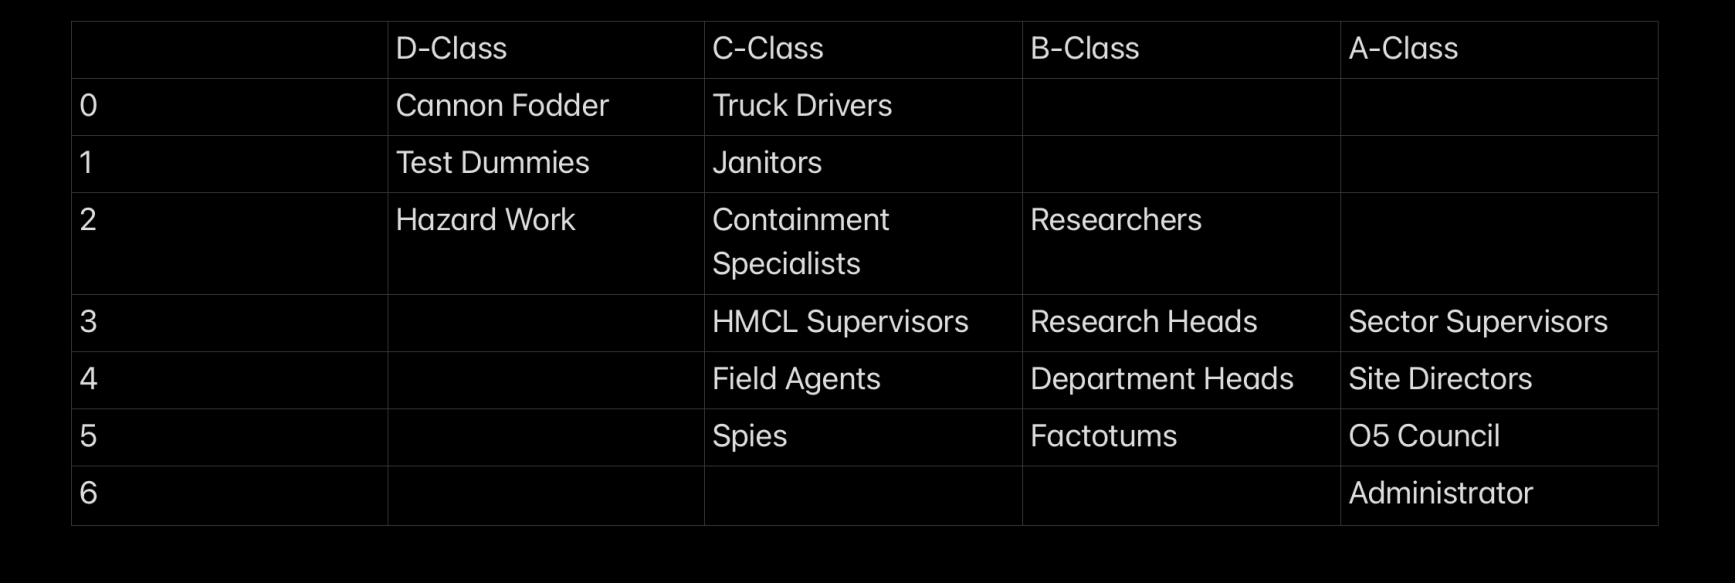 D-Class C-Class B-Class A-Class
0 Cannon Fodder Truck Drivers
1 Test Dummies Janitors
2 Hazard Work Containment Researchers
Specialists
3 HMCL Supervisors Research Heads Sector Supervisors
4 Field Agents Department Heads Site Directors
5 Spies Factotums O5 Council
6 Administrator